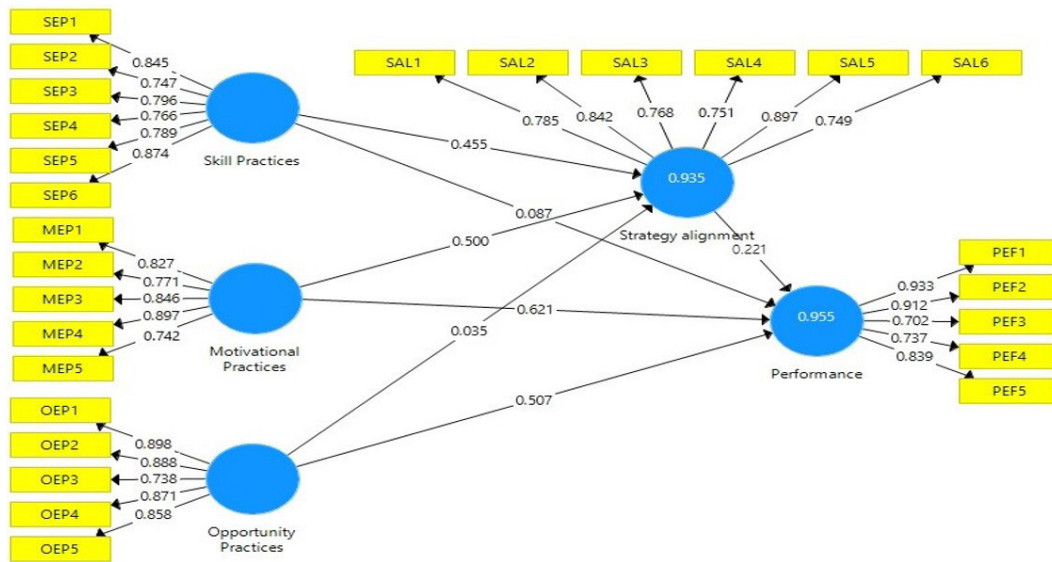 SEP1
SEP2
SEP3
SEP4
SEP5
SEP6
0.845
0.747
0.796
0.766
0.789
0.874
Skill Practices
MEP1
MEP2
MEP3
MEP4
MEP5
0.827
0.771
0.846
0.897
0.742
Motivational
Practices
OEP1
OEP2
OEP3
OEP4
OEP5
0.898
0.888
0.738
0.871
0.858
Opportunity
Practices
SAL1
SAL2
SAL3
SAL4
SAL5
SAL6
0.785
0.842
0.768
0.751
0.897
0.749
0.935
Strategy alignment
0.455
0.087
0.500
0.621
0.035
0.507
0.221
0.955
Performance
0.933
0.912
0.702
0.737
0.839
PEF1
PEF2
PEF3
PEF4
PEF5